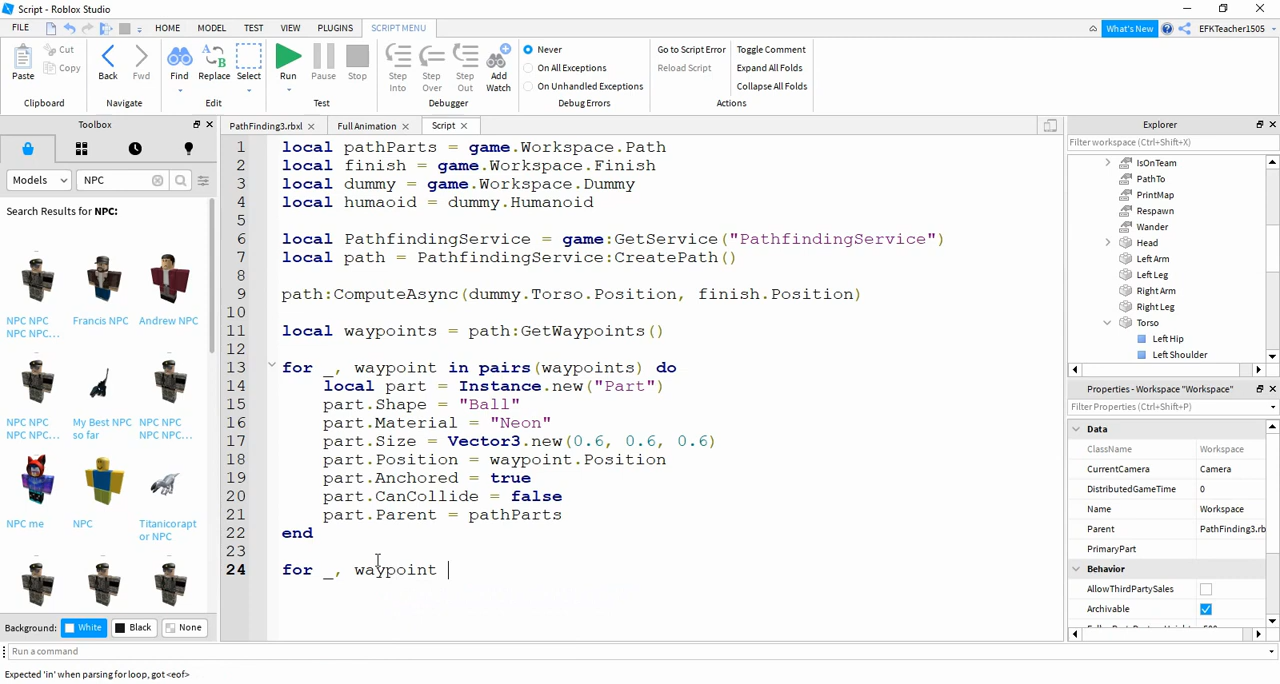 Script - Roblox Studio
FILE HOME MODEL TEST VIEW PLUGINS SCRIPT MENU What's New EFKTeacher1505
Paste Cut Copy Back Fwd Find Replace Select Run Pause Stop Step Into Step Over Step Out Add Watch Never On All Exceptions On Unhandled Exceptions Go to Script Error Reload Script Toggle Comment Expand All Folds Collapse All Folds
Clipboard Navigate Edit Test Debugger Debug Errors Actions
Toolbox
Models NPC
Search Results for NPC:
NPC NPC NPC NPC... Francis NPC Andrew NPC
NPC NPC NPC NPC... My Best NPC so far NPC NPC NPC NPC...
NPC me NPC Titanicorapt or NPC
Background: White Black None
PathFinding3.rbxl Full Animation Script
1 local pathParts = game.Workspace.Path
2 local finish = game.Workspace.Finish
3 local dummy = game.Workspace.Dummy
4 local humaoid = dummy.Humanoid
5
6 local PathfindingService = game:GetService("PathfindingService")
7 local path = PathfindingService:CreatePath()
8
9 path:ComputeAsync(dummy.Torso.Position, finish.Position)
10
11 local waypoints = path:GetWaypoints()
12
13 for _, waypoint in pairs(waypoints) do
14 local part = Instance.new("Part")
15 part.Shape = "Ball"
16 part.Material = "Neon"
17 part.Size = Vector3.new(0.6, 0.6, 0.6)
18 part.Position = waypoint.Position
19 part.Anchored = true
20 part.CanCollide = false
21 part.Parent = pathParts
22 end
23
24 for _, waypoint
Explorer
Filter workspace (Ctrl+Shift+X)
IsOnTeam
PathTo
PrintMap
Respawn
Wander
Head
Left Arm
Left Leg
Right Arm
Right Leg
Torso
Left Hip
Left Shoulder
Properties - Workspace "Workspace"
Filter Properties (Ctrl+Shift+P)
Data
ClassName Workspace
CurrentCamera Camera
DistributedGameTime 0
Name Workspace
Parent PathFinding3.rb
PrimaryPart
Behavior
AllowThirdPartySales
Archivable
Run a command
Expected 'in' when parsing for loop, got <eof>